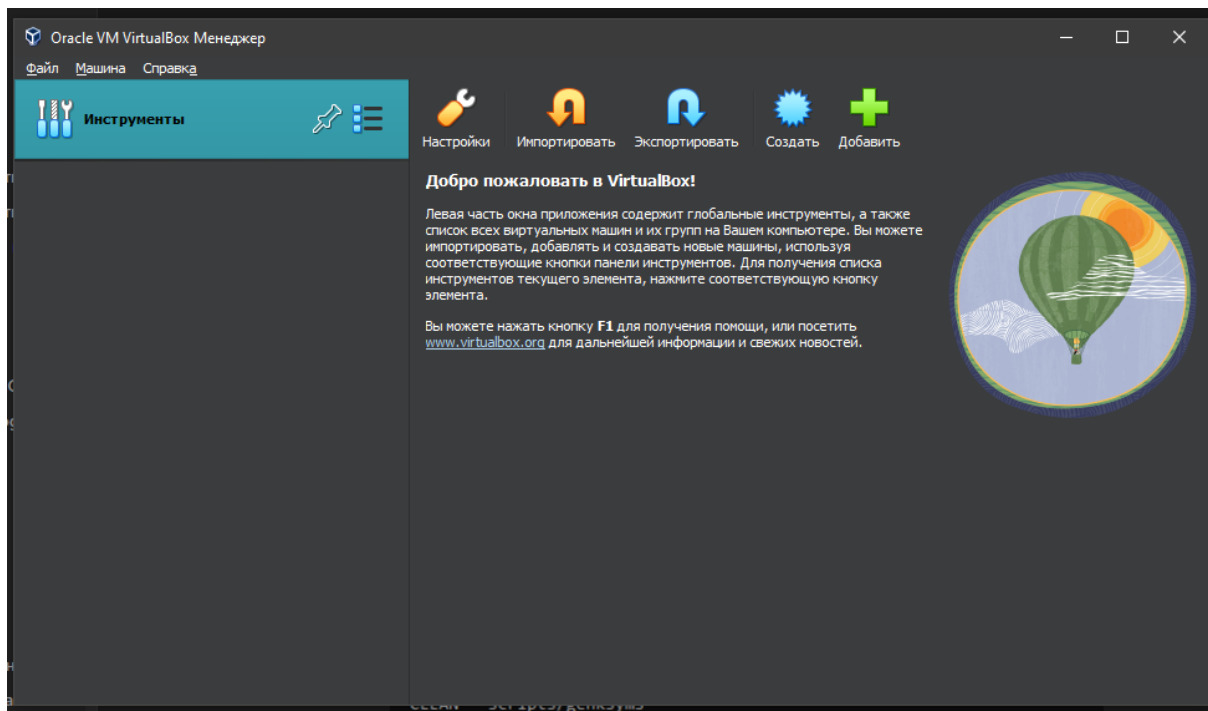 Oracle VM VirtualBox Менеджер
Файл Машина Справка
Инструменты
Настройки Импортировать Экспортировать Создать Добавить
Добро пожаловать в VirtualBox!
Левая часть окна приложения содержит глобальные инструменты, а также
список всех виртуальных машин и их групп на Вашем компьютере. Вы можете
импортировать, добавлять и создавать новые машины, используя
соответствующие кнопки панели инструментов. Для получения списка
инструментов текущего элемента, нажмите соответствующую кнопку
элемента.
Вы можете нажать кнопку F1 для получения помощи, или посетить
www.virtualbox.org для дальнейшей информации и свежих новостей.